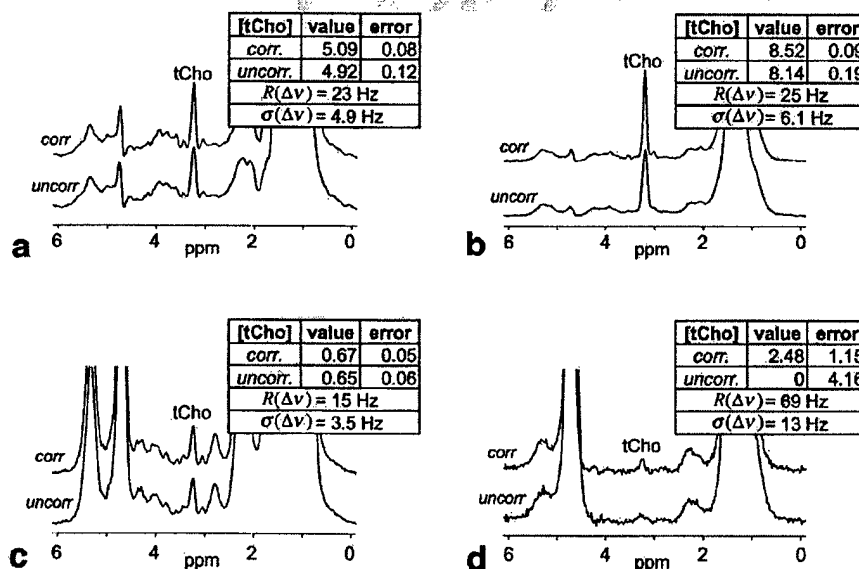 [tCho] value error
corr. 5.09 0.08
uncorr. 4.92 0.12
R(Δν) = 23 Hz
σ(Δν) = 4.9 Hz
tCho
corr
uncorr
6 4 2 0
ppm
a
[tCho] value error
corr. 8.52 0.09
uncorr. 8.14 0.19
R(Δν) = 25 Hz
σ(Δν) = 6.1 Hz
tCho
corr
uncorr
6 4 2 0
ppm
b
[tCho] value error
corr. 0.67 0.05
uncorr. 0.65 0.06
R(Δν) = 15 Hz
σ(Δν) = 3.5 Hz
tCho
corr
uncorr
6 4 2 0
ppm
c
[tCho] value error
corr. 2.48 1.15
uncorr. 0 4.16
R(Δν) = 69 Hz
σ(Δν) = 13 Hz
tCho
corr
uncorr
6 4 2 0
ppm
d